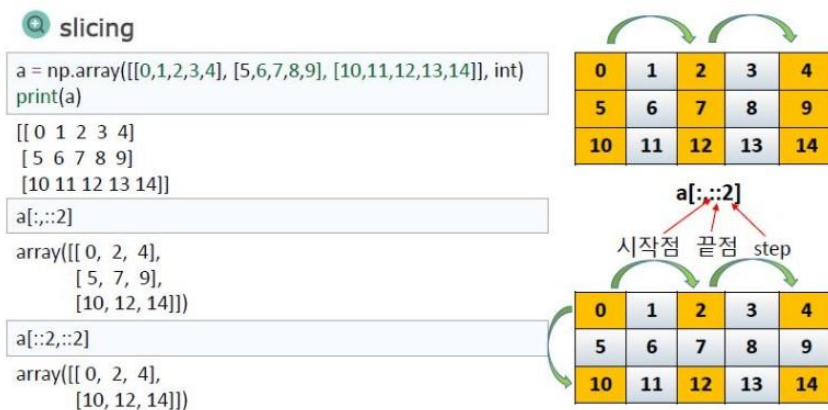 slicing
a = np.array([[0,1,2,3,4], [5,6,7,8,9], [10,11,12,13,14]], int)
print(a)
[[ 0 1 2 3 4]
[ 5 6 7 8 9]
[10 11 12 13 14]]
a[:,::2]
array([[ 0, 2, 4],
[ 5, 7, 9],
[10, 12, 14]])
a[::2,::2]
array([[ 0, 2, 4],
[10, 12, 14]])
0 1 2 3 4
5 6 7 8 9
10 11 12 13 14
a[:,::2]
시작점 끝점 step
0 1 2 3 4
5 6 7 8 9
10 11 12 13 14